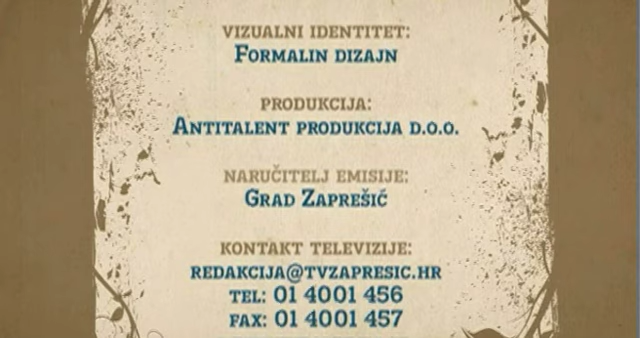 VIZUALNI IDENTITET:
FORMALIN DIZAJN
PRODUKCIJA:
ANTITALENT PRODUKCIJA D.O.O.
NARUČITELJ EMISIJE:
GRAD ZAPREŠIĆ
KONTAKT TELEVIZIJE:
REDAKCIJA@TVZAPRESIC.HR
TEL: 01 4001 456
FAX: 01 4001 457